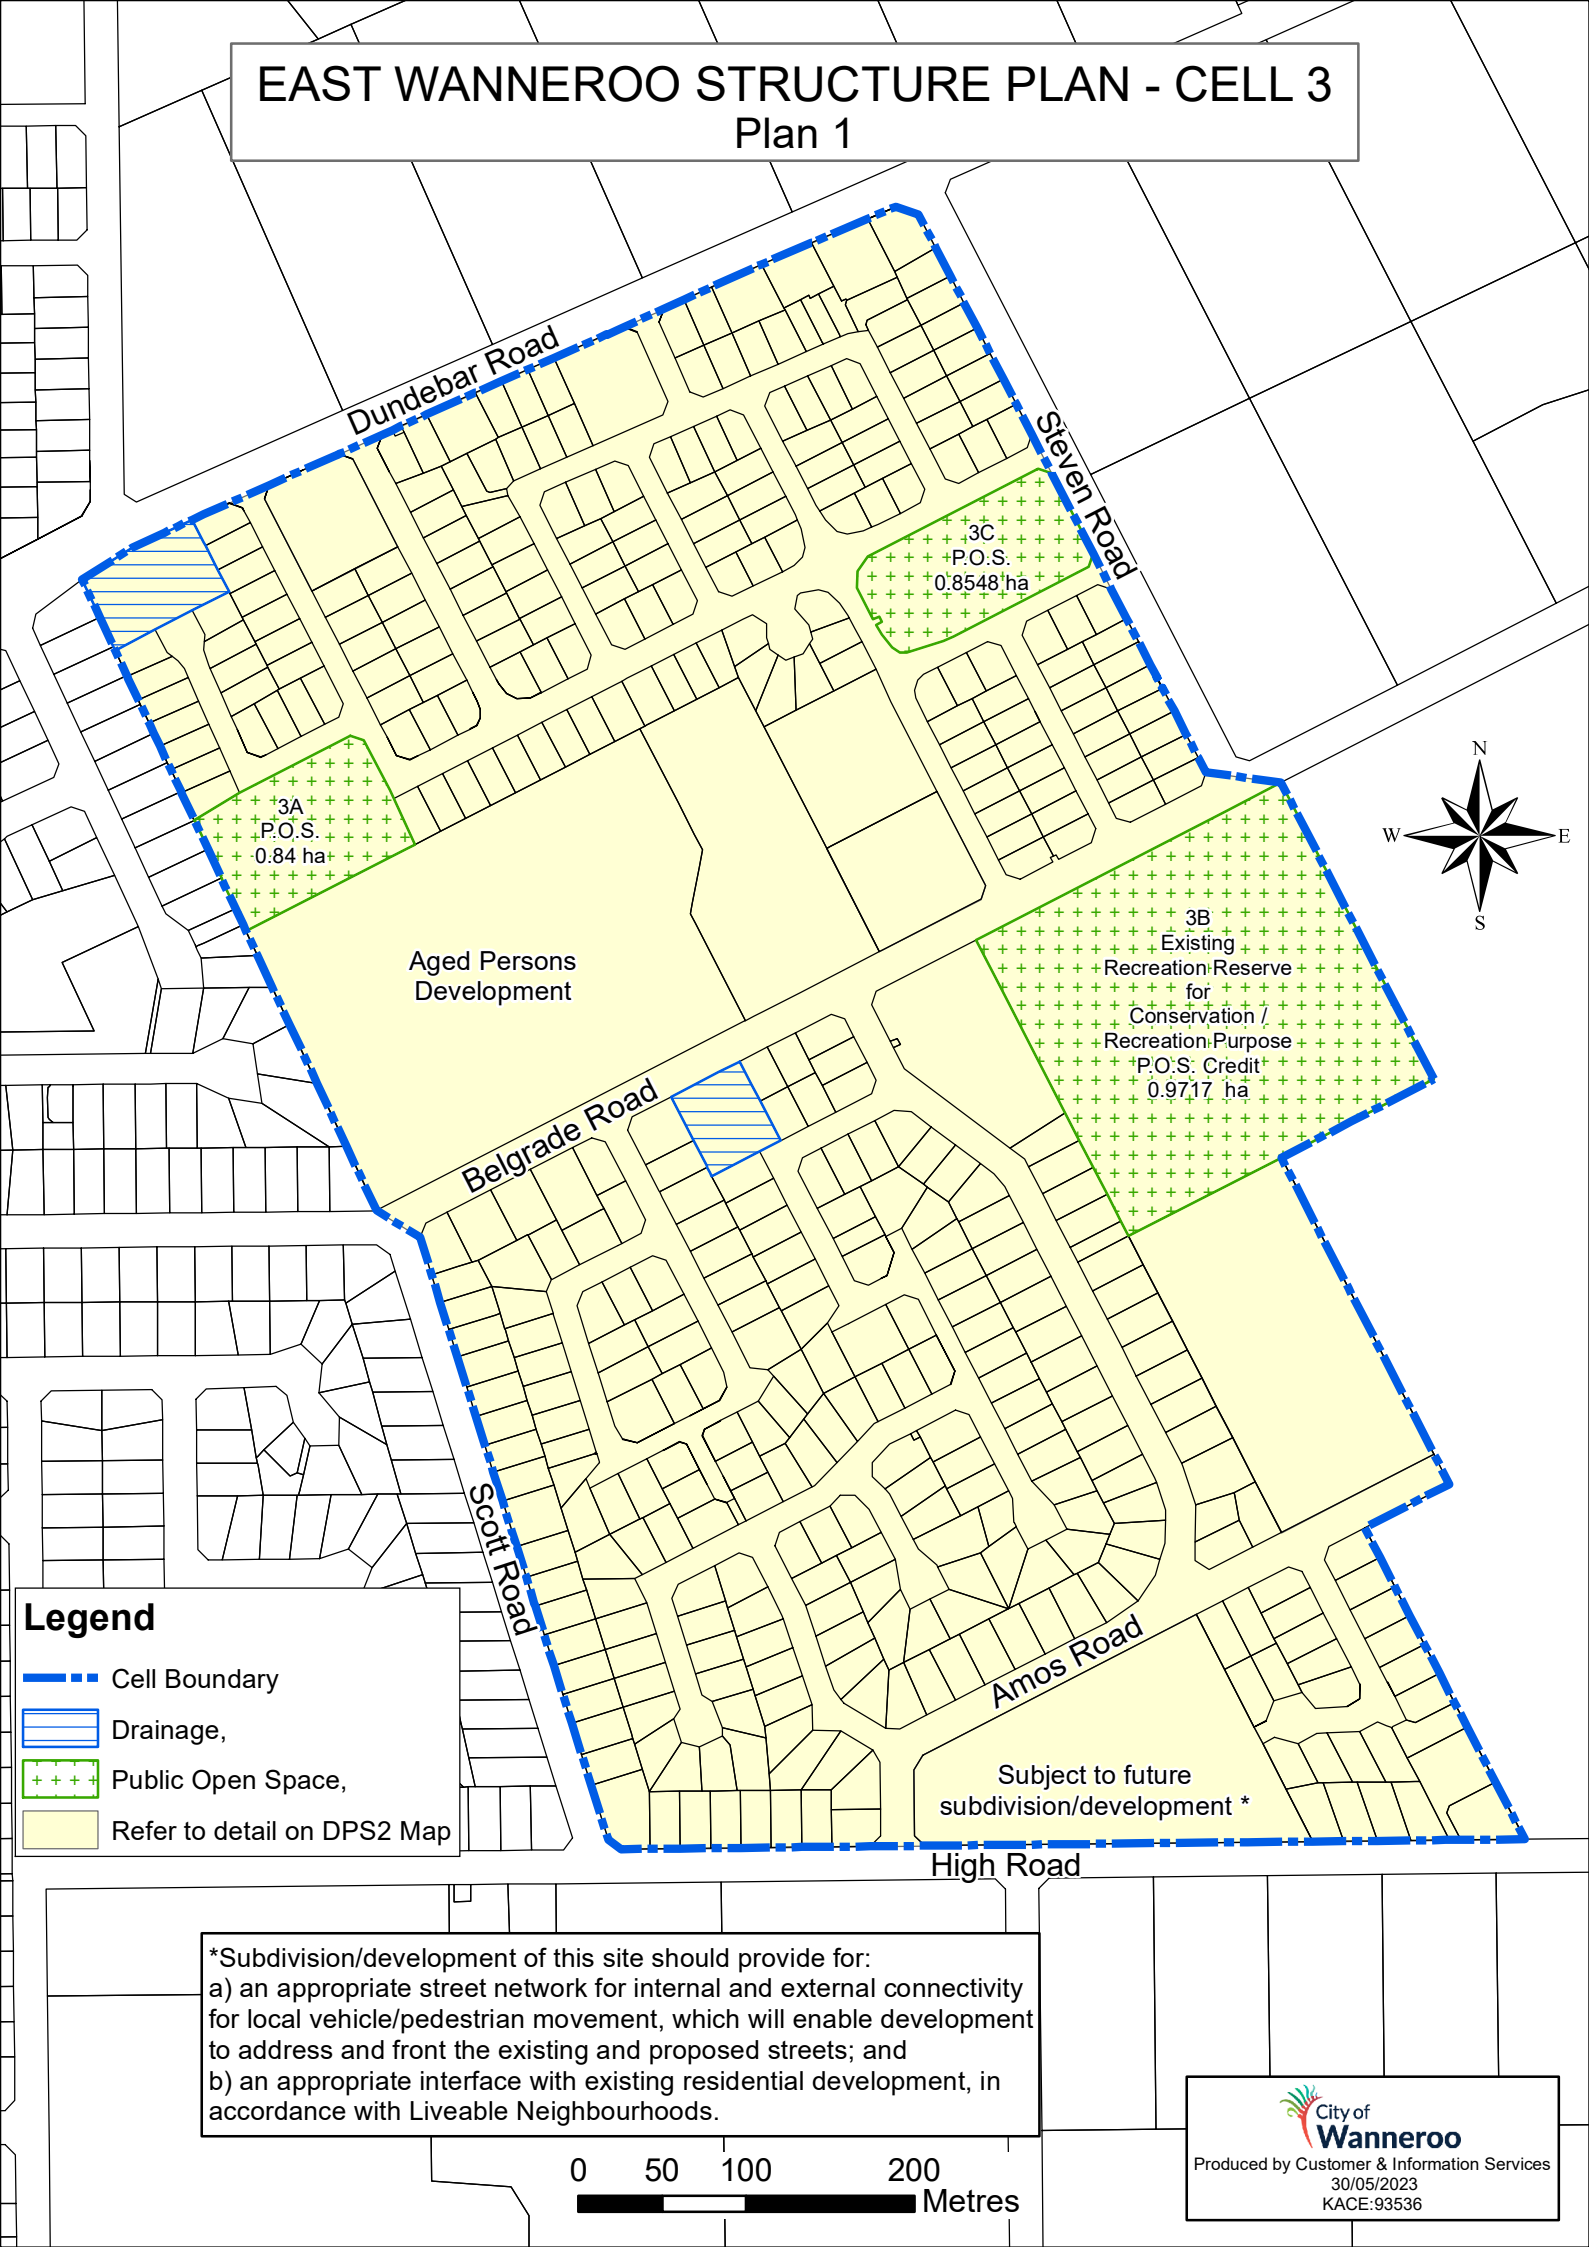 EAST WANNEROO STRUCTURE PLAN - CELL 3
Plan 1
Dundebar Road
Steven Road
3C
P.O.S.
0.8548 ha
N
W
E
S
3A
P.O.S.
0.84 ha
3B
Existing
Recreation Reserve
for
Conservation /
Recreation Purpose
P.O.S. Credit
0.9717 ha
Aged Persons
Development
Belgrade Road
Scott Road
Amos Road
Subject to future
subdivision/development *
High Road
Legend
Cell Boundary
Drainage,
Public Open Space,
Refer to detail on DPS2 Map
*Subdivision/development of this site should provide for:
a) an appropriate street network for internal and external connectivity
for local vehicle/pedestrian movement, which will enable development
to address and front the existing and proposed streets; and
b) an appropriate interface with existing residential development, in
accordance with Liveable Neighbourhoods.
0 50 100 200
Metres
City of
Wanneroo
Produced by Customer & Information Services
30/05/2023
KACE:93536